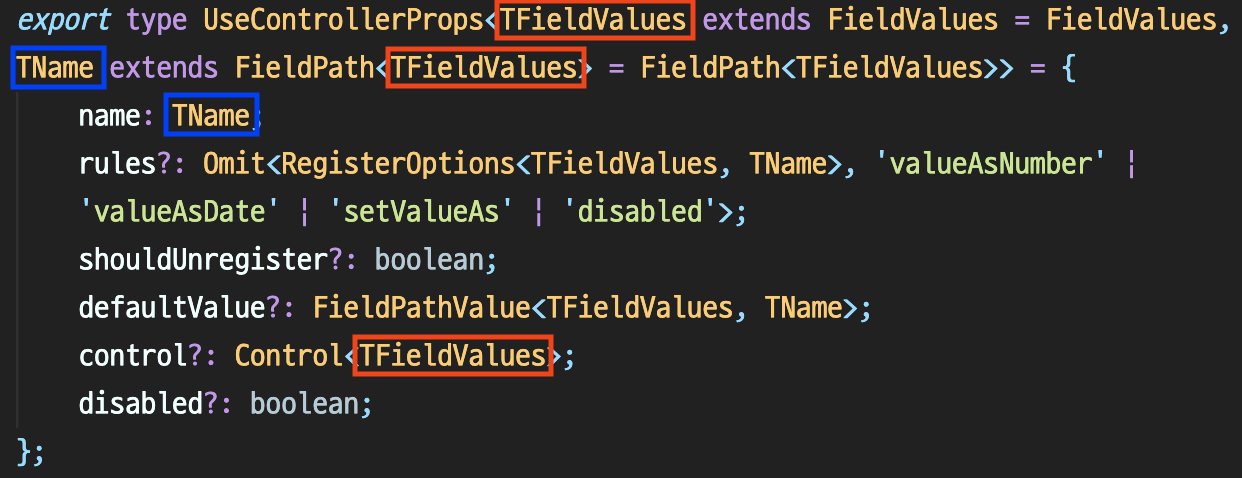 export type UseControllerProps<TFieldValues extends FieldValues = FieldValues,
TName extends FieldPath<TFieldValues> = FieldPath<TFieldValues>> = {
name: TName;
rules?: Omit<RegisterOptions<TFieldValues, TName>, 'valueAsNumber' |
'valueAsDate' | 'setValueAs' | 'disabled'>;
shouldUnregister?: boolean;
defaultValue?: FieldPathValue<TFieldValues, TName>;
control?: Control<TFieldValues>;
disabled?: boolean;
};